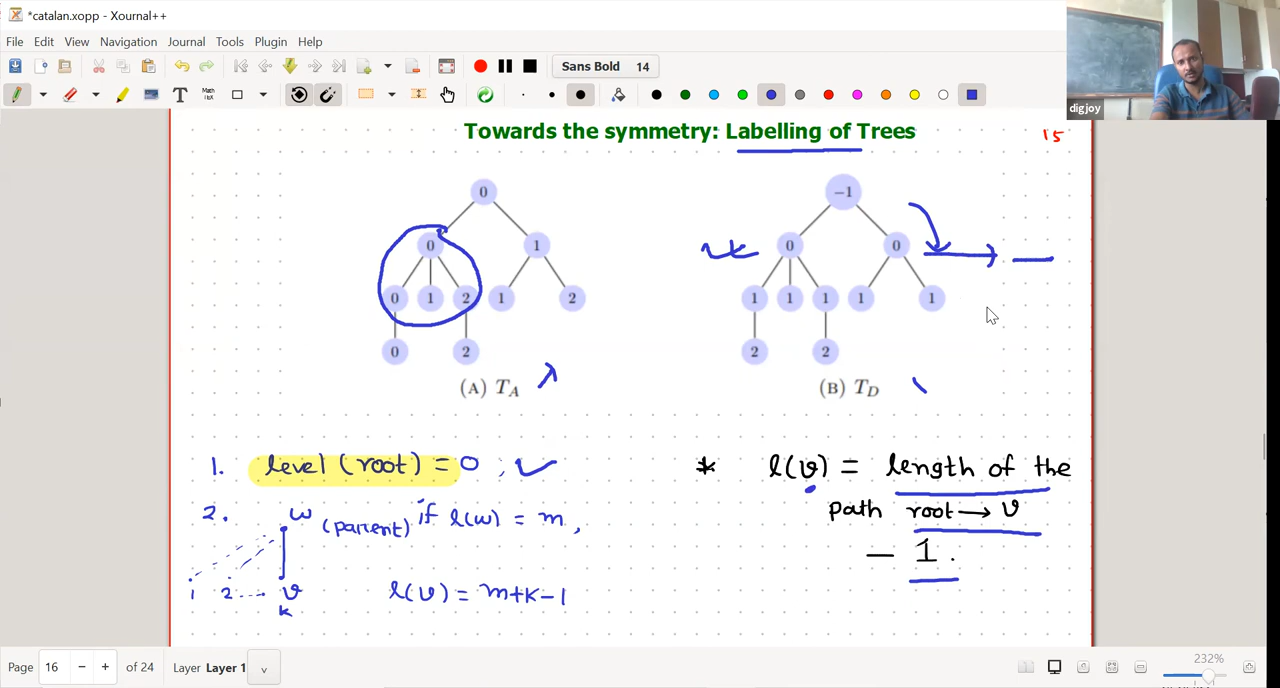 *catalan.xopp - Xournal++
File Edit View Navigation Journal Tools Plugin Help
Sans Bold 14
digjoy
Towards the symmetry: Labelling of Trees
15
0 -1
0 1 0 0
0 1 2 1 2 1 1 1 1 1
0 2 2 2
(A) T_A (B) T_D
1. level (root) = 0 ;
2. w (parent) if l(w) = m,
1 2 .... v
k
l(v) = m+k-1
* l(v) = length of the
path root → v
- 1.
Page 16 - + of 24 Layer Layer 1
232%